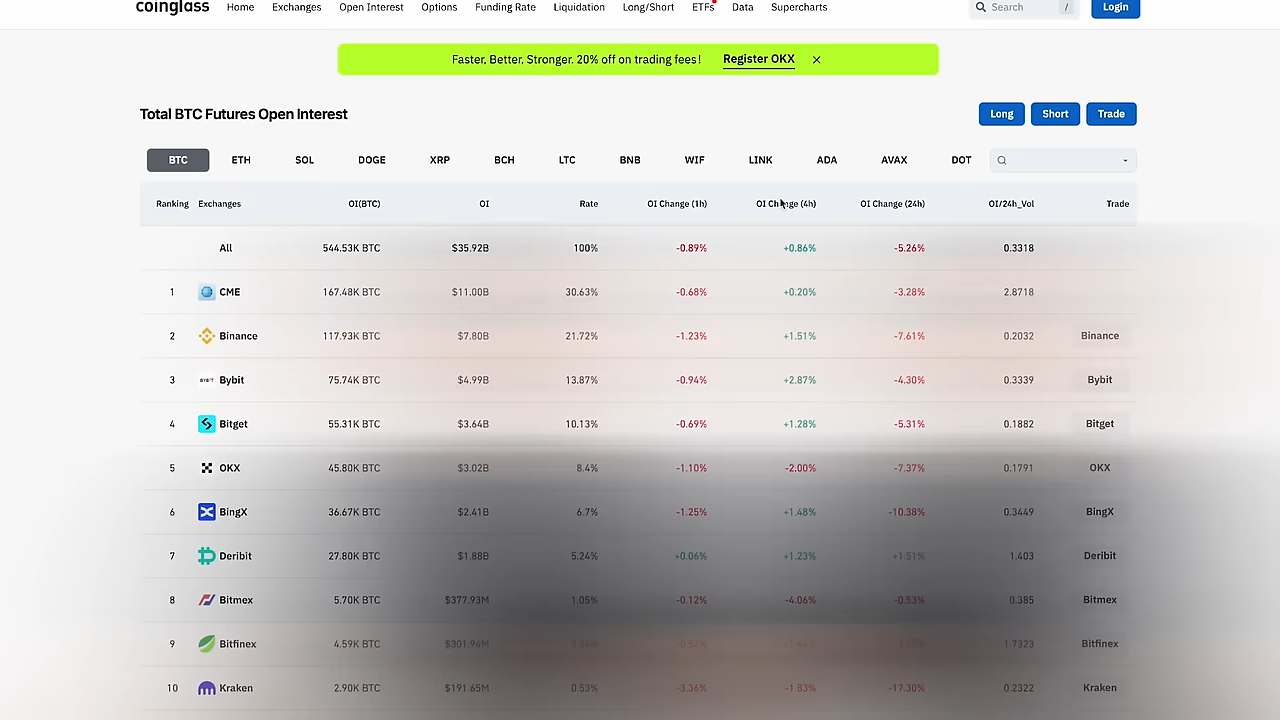 coinglass Home Exchanges Open Interest Options Funding Rate Liquidation Long/Short ETFs Data Supercharts Search / Login
Faster, Better, Stronger. 20% off on trading fees! Register OKX ×
Total BTC Futures Open Interest Long Short Trade
BTC ETH SOL DOGE XRP BCH LTC BNB WIF LINK ADA AVAX DOT
Ranking Exchanges OI(BTC) OI Rate OI Change (1h) OI Change (4h) OI Change (24h) OI/24h_Vol Trade
All 544.53K BTC $35.92B 100% -0.89% +0.86% -5.26% 0.3318
1 CME 167.48K BTC $11.00B 30.63% -0.68% +0.20% -3.28% 2.8718
2 Binance 117.93K BTC $7.80B 21.72% -1.23% +1.51% -7.61% 0.2032 Binance
3 Bybit 75.74K BTC $4.99B 13.87% -0.94% +2.87% -4.30% 0.3339 Bybit
4 Bitget 55.31K BTC $3.64B 10.13% -0.69% +1.28% -5.31% 0.1882 Bitget
5 OKX 45.80K BTC $3.02B 8.4% -1.10% -2.00% -7.37% 0.1791 OKX
6 BingX 36.67K BTC $2.41B 6.7% -1.25% +1.48% -10.38% 0.3449 BingX
7 Deribit 27.80K BTC $1.88B 5.24% +0.06% +1.23% +1.51% 1.403 Deribit
8 Bitmex 5.70K BTC $377.93M 1.05% -0.12% -4.06% -0.53% 0.385 Bitmex
9 Bitfinex 4.59K BTC $301.94M 1.7323 Bitfinex
10 Kraken 2.90K BTC $191.65M 0.53% -3.36% -1.83% -17.30% 0.2322 Kraken